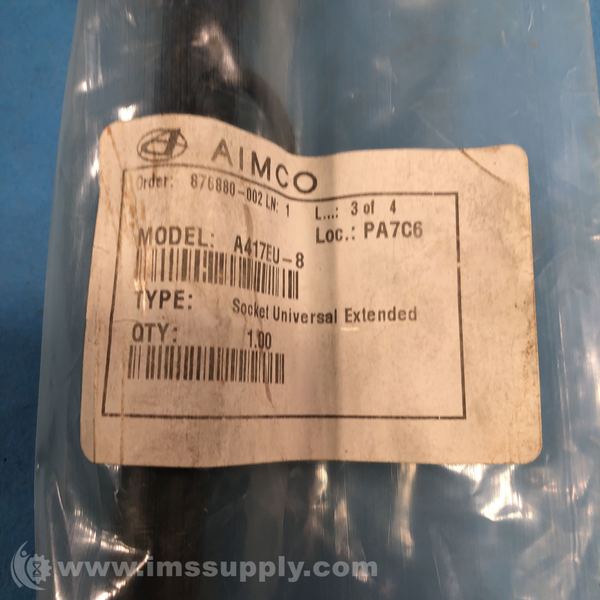 AIMCO
Order: 876880-002 LN: 1
L...: 3 of 4
MODEL: A417EU-8
Loc.: PA7C6
TYPE: Socket Universal Extended
QTY: 1.00
www.imssupply.com